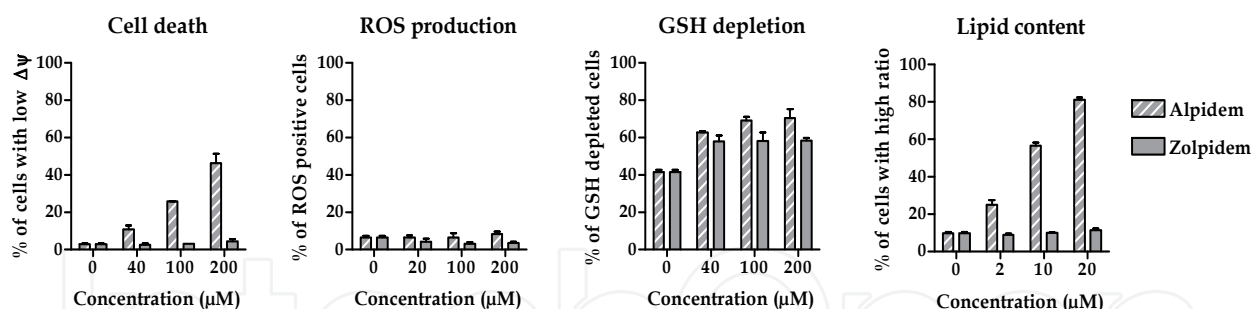 Cell death
% of cells with low Δψ
100
80
60
40
20
0
0 40 100 200
Concentration (µM)
ROS production
% of ROS positive cells
100
80
60
40
20
0
0 20 100 200
Concentration (µM)
GSH depletion
% of GSH depleted cells
100
80
60
40
20
0
0 40 100 200
Concentration (µM)
Lipid content
% of cells with high ratio
100
80
60
40
20
0
0 2 10 20
Concentration (µM)
Alpidem
Zolpidem